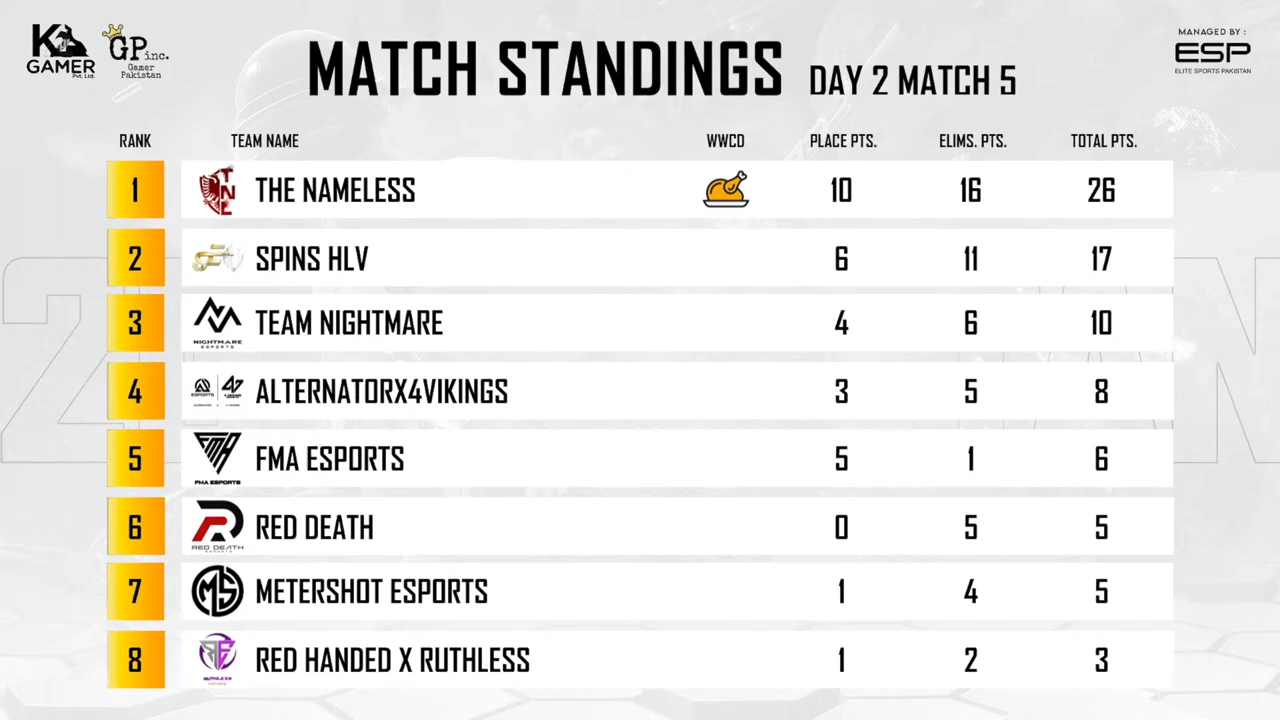 K GAMER Pvt. Ltd.
GP inc.
Gamer Pakistan
MATCH STANDINGS DAY 2 MATCH 5
MANAGED BY :
ESP
ELITE SPORTS PAKISTAN
RANK TEAM NAME WWCD PLACE PTS. ELIMS. PTS. TOTAL PTS.
1 TNL THE NAMELESS 10 16 26
2 SPINS HLV 6 11 17
3 NIGHTMARE ESPORTS TEAM NIGHTMARE 4 6 10
4 ESPORTS ALTERNATORX4VIKINGS 3 5 8
5 FMA FMA ESPORTS FMA ESPORTS 5 1 6
6 RED DEATH RED DEATH 0 5 5
7 MS METERSHOT ESPORTS 1 4 5
8 RUTHLESS RED HANDED X RUTHLESS 1 2 3